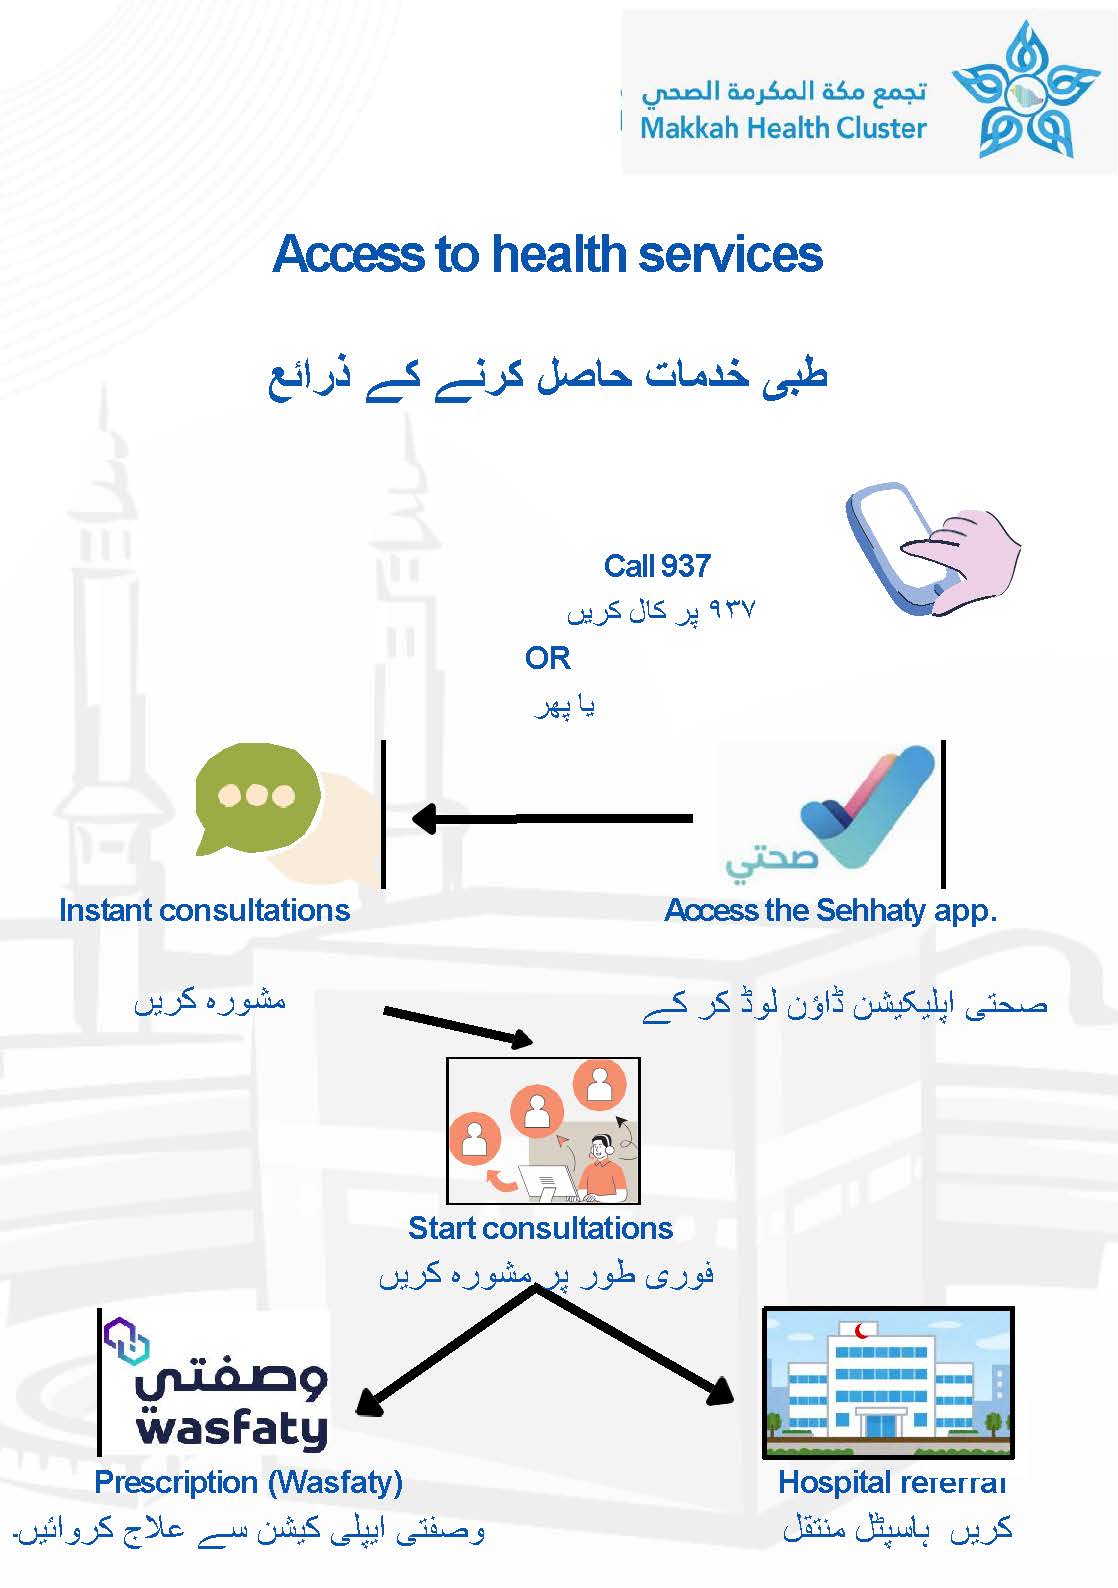 تجمع مكة المكرمة الصحي
Makkah Health Cluster
Access to health services
طبی خدمات حاصل کرنے کے ذرائع
Call 937
۹۳۷ پر کال کریں
OR
یا پھر
صحتي
Instant consultations
Access the Sehhaty app.
مشوره کریں
صحتی اپلیکیشن ڈاؤن لوڈ کر کے
Start consultations
فوری طور پر مشوره کریں
وصفتي
wasfaty
Prescription (Wasfaty)
Hospital referral
وصفتی ایپلی کیشن سے علاج کروائیں۔
کریں ہاسپٹل منتقل